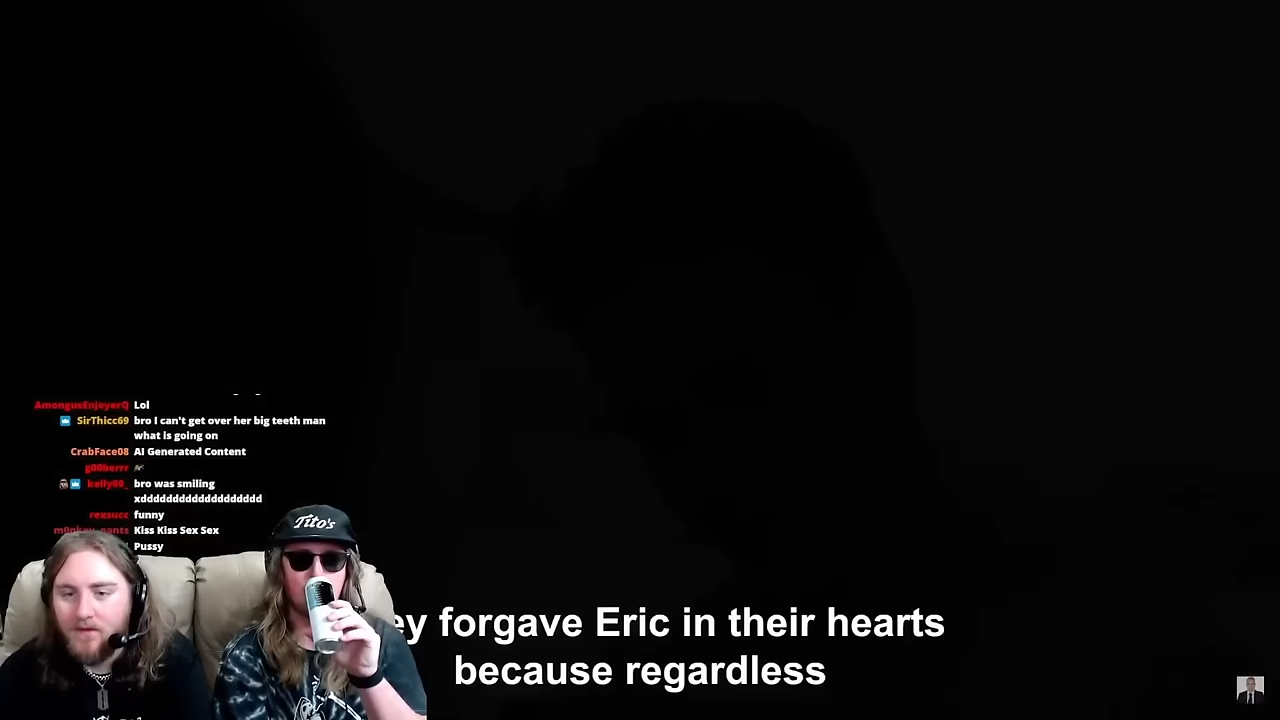 AmongusEnjoyerQ Lol
SirThicc69 bro I can't get over her big teeth man
what is going on
CrabFace08 AI Generated Content
g00berrr
kelly69_ bro was smiling
xddddddddddddddddddd
rexsucc funny
m0nkey_pants Kiss Kiss Sex Sex
Pussy
Tito's
ey forgave Eric in their hearts
because regardless